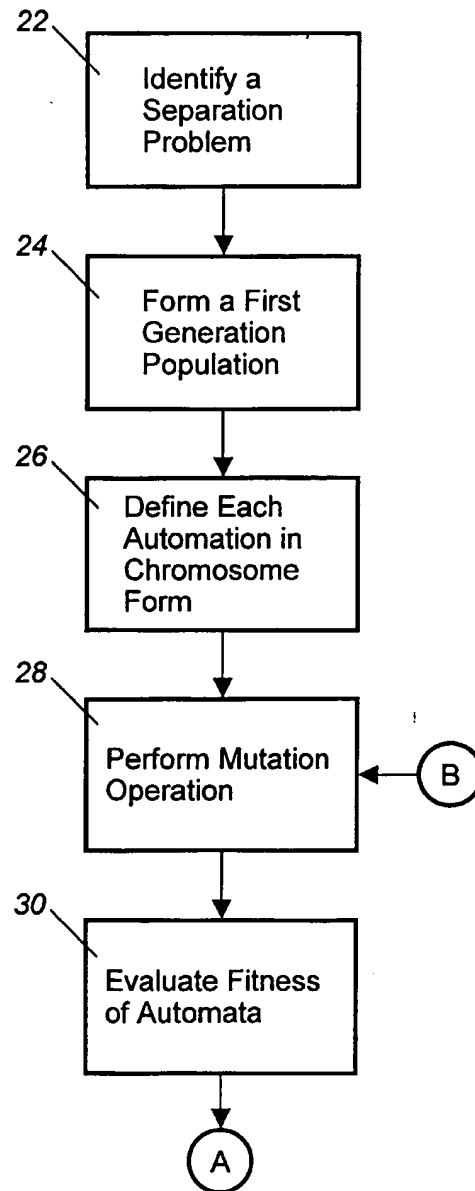 22
Identify a
Separation
Problem
24
Form a First
Generation
Population
26
Define Each
Automation in
Chromosome
Form
28
Perform Mutation
Operation
B
30
Evaluate Fitness
of Automata
A